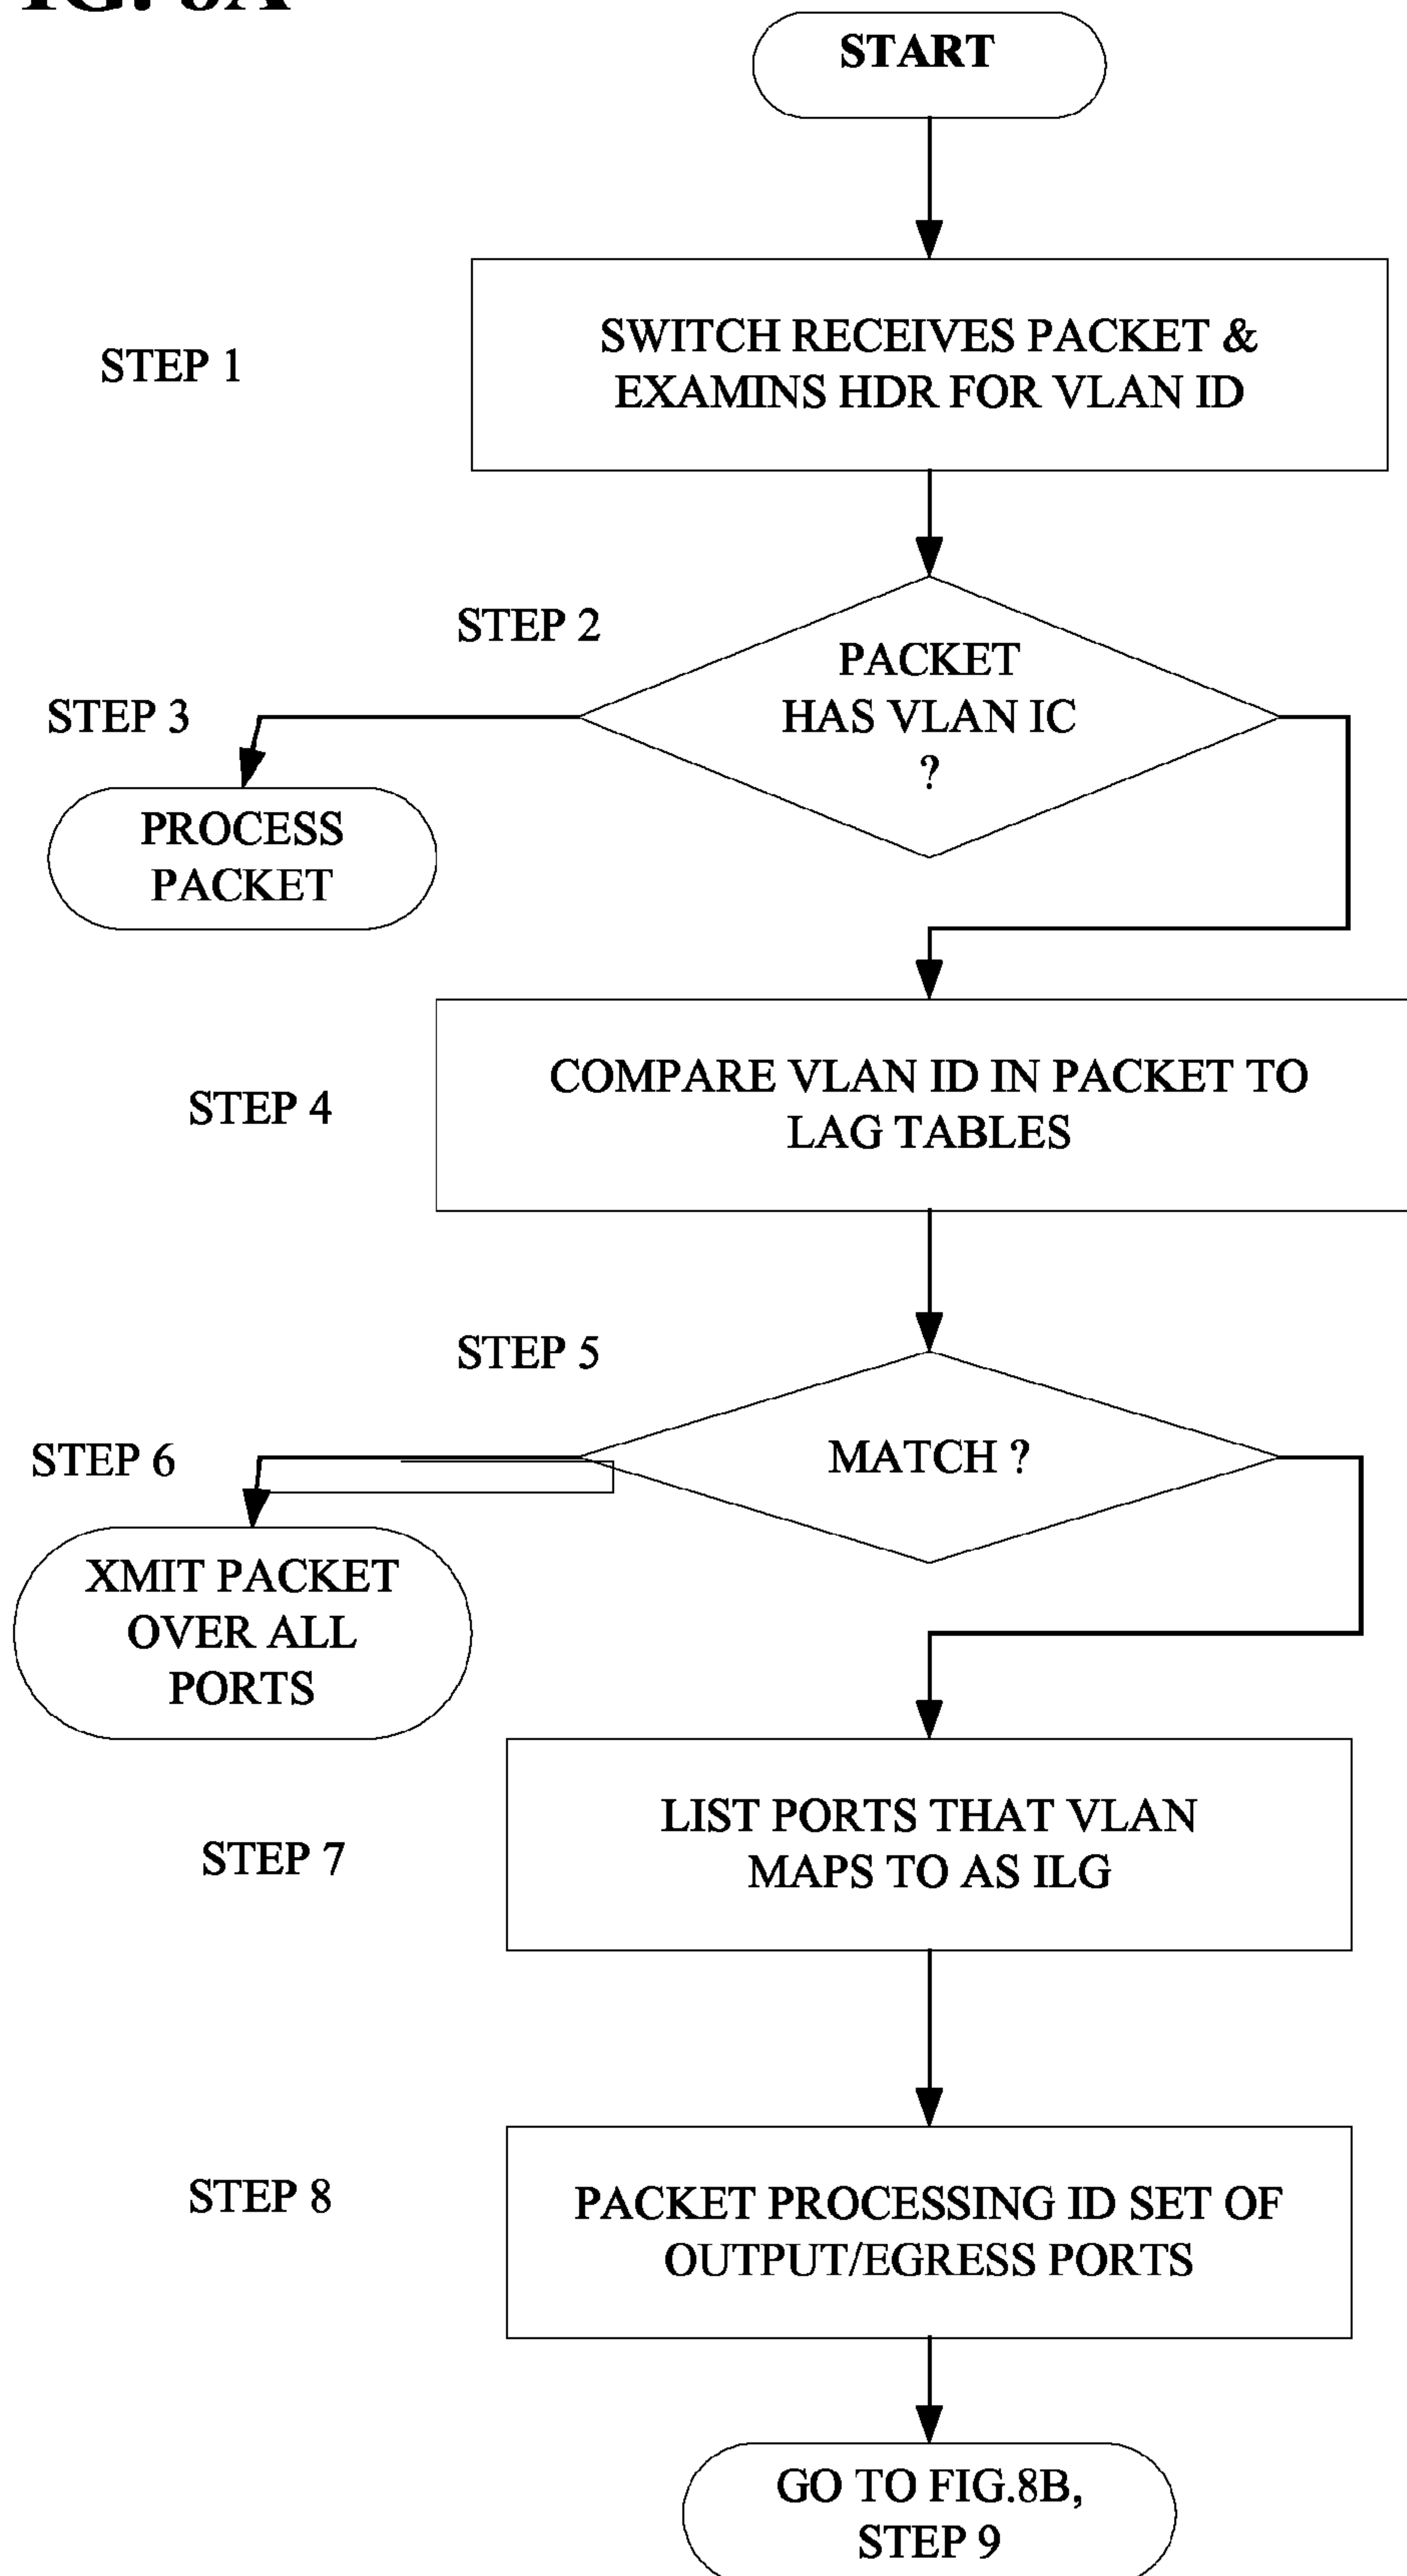 START
STEP 1
SWITCH RECEIVES PACKET &
EXAMINS HDR FOR VLAN ID
STEP 2
PACKET
HAS VLAN IC
?
STEP 3
PROCESS
PACKET
STEP 4
COMPARE VLAN ID IN PACKET TO
LAG TABLES
STEP 5
MATCH ?
STEP 6
XMIT PACKET
OVER ALL
PORTS
STEP 7
LIST PORTS THAT VLAN
MAPS TO AS ILG
STEP 8
PACKET PROCESSING ID SET OF
OUTPUT/EGRESS PORTS
GO TO FIG.8B,
STEP 9